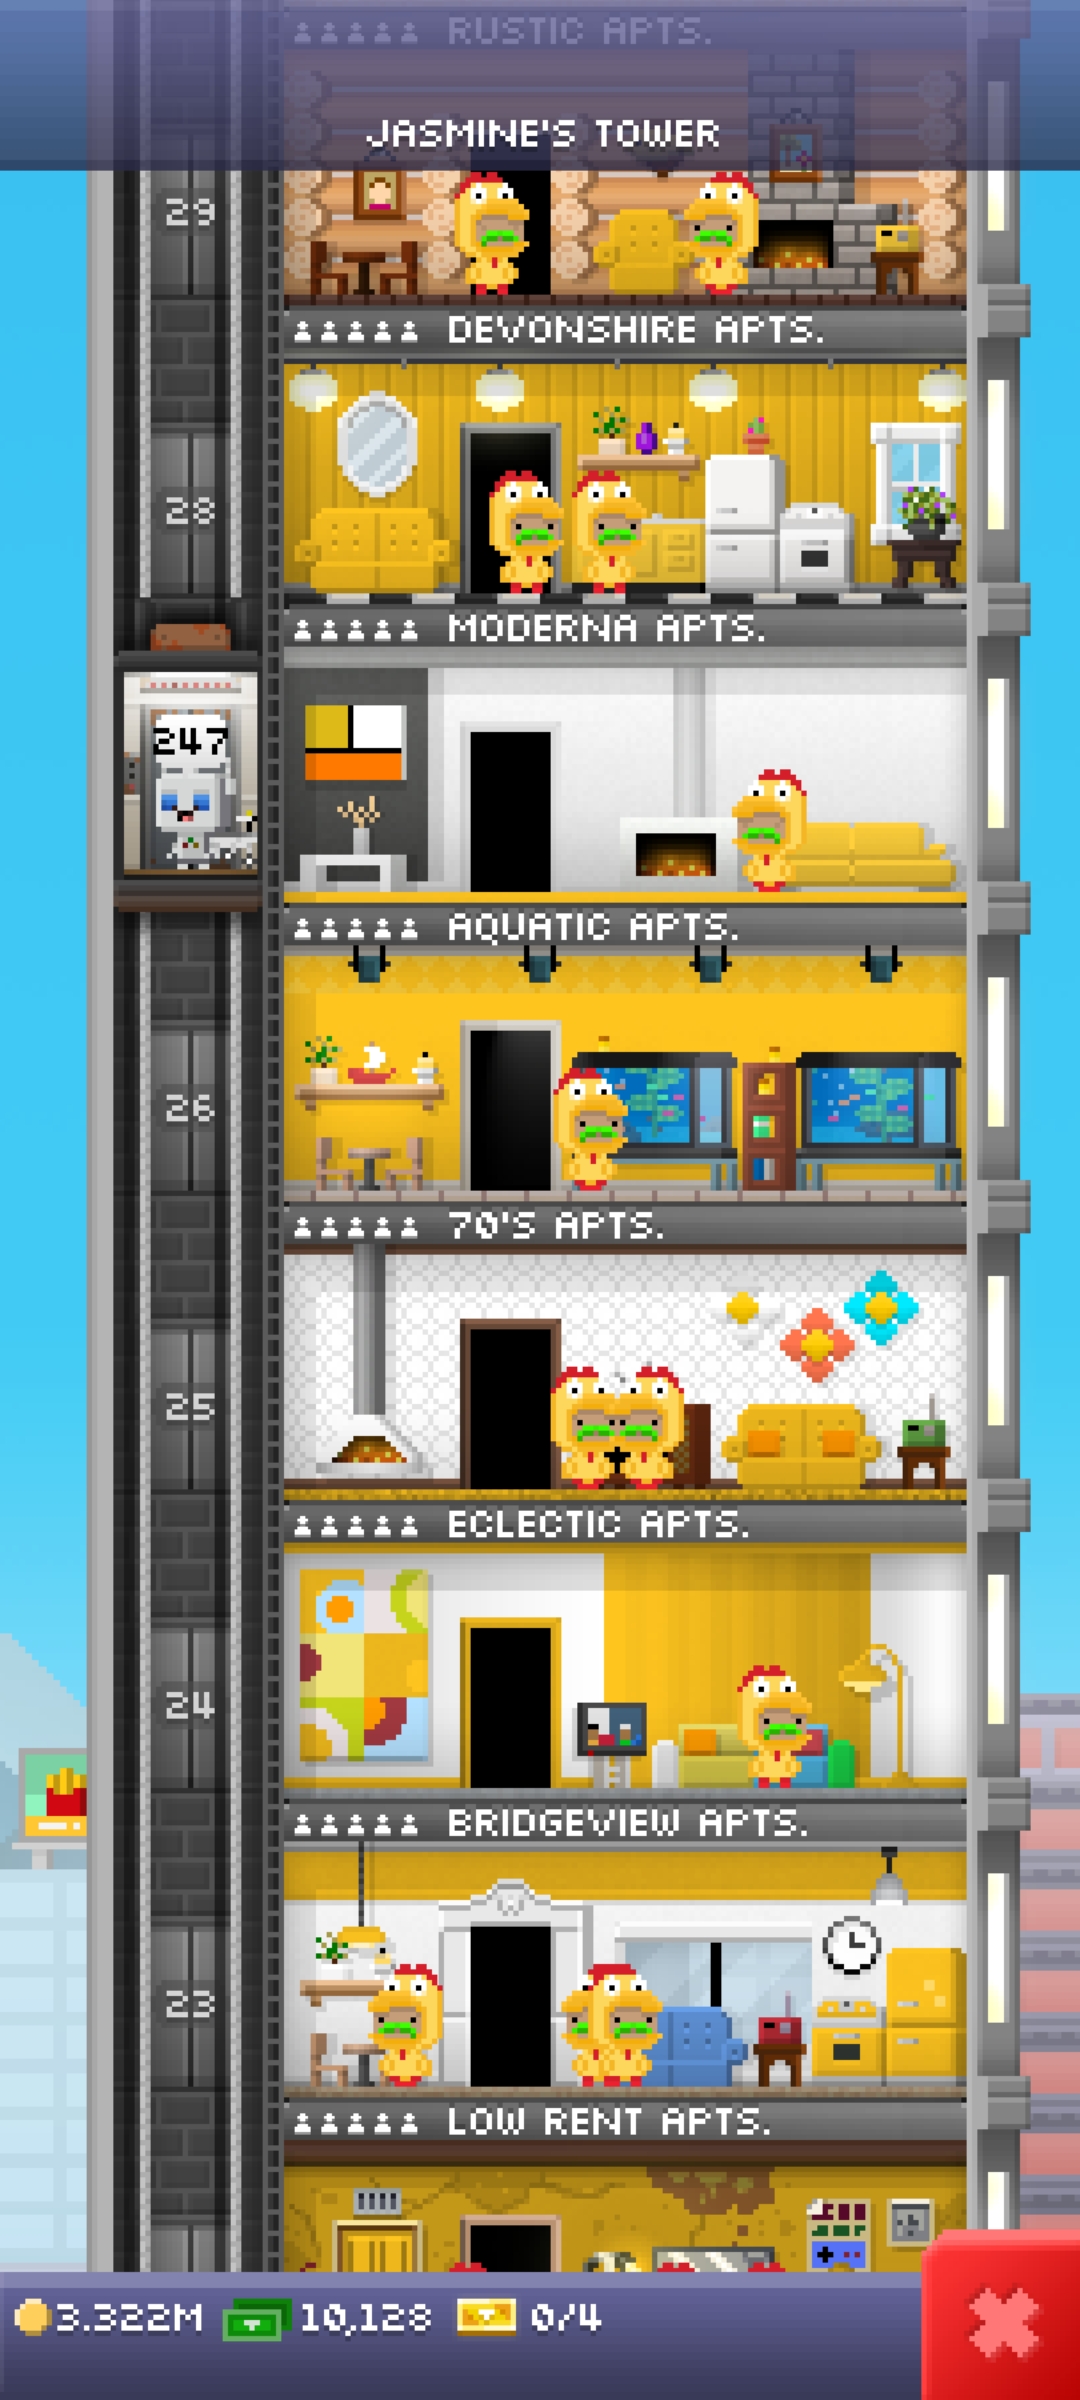 RUSTIC APTS.
JASMINE'S TOWER
29
DEVONSHIRE APTS.
28
MODERNA APTS.
247
AQUATIC APTS.
26
70'S APTS.
25
ECLECTIC APTS.
24
BRIDGEVIEW APTS.
23
LOW RENT APTS.
3.322M 10,128 0/4